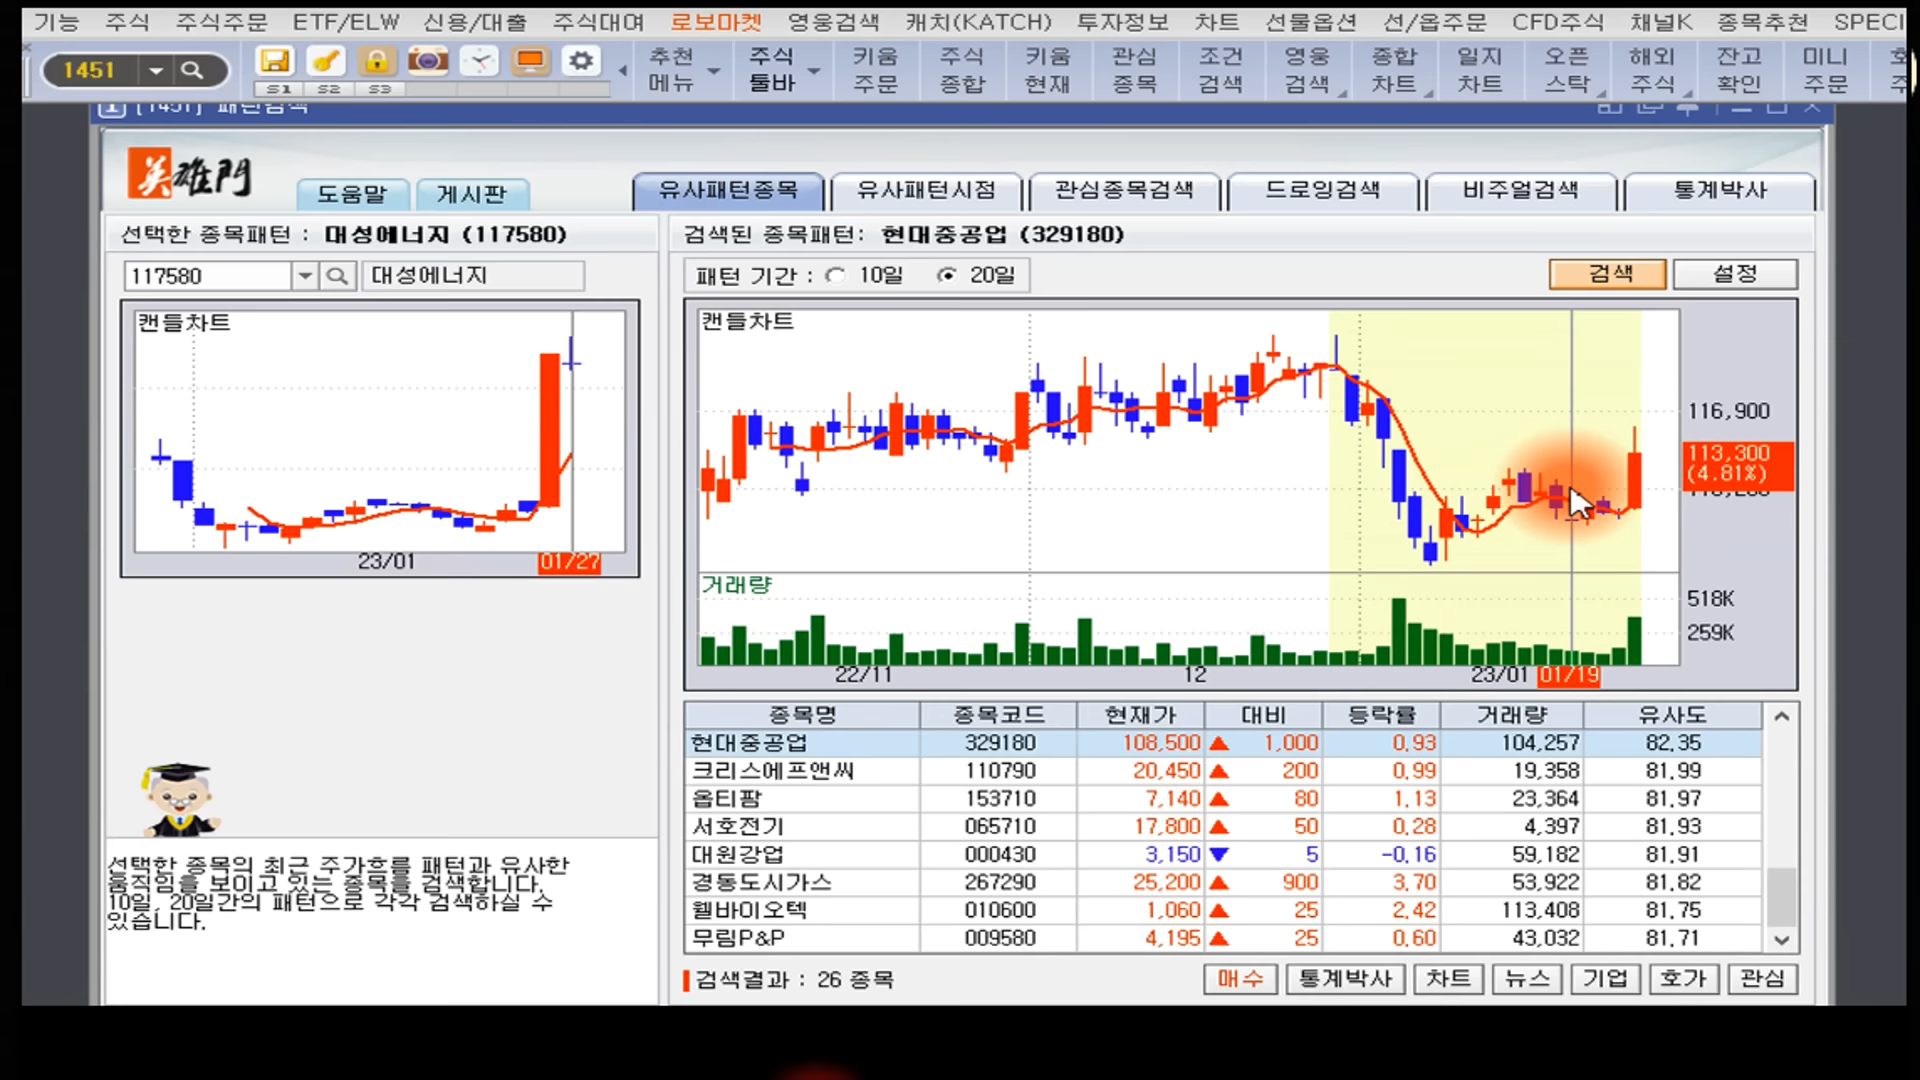 기능 주식 주식주문 ETF/ELW 신용/대출 주식대여 로보마켓 영웅검색 캐치(KATCH) 투자정보 차트 선물옵션 선/옵주문 CFD주식 채널K 종목추천 SPECI
1451
S1 S2 S3
추천 메뉴
주식 툴바
키움 주문
주식 종합
키움 현재
관심 종목
조건 검색
영웅 검색
종합 차트
일지 차트
오픈 스탁
해외 주식
잔고 확인
미니 주문
[1451] 패턴검색
英雄門
도움말 게시판
유사패턴종목 유사패턴시점 관심종목검색 드로잉검색 비주얼검색 통계박사
선택한 종목패턴 : 대성에너지 (117580)
117580 대성에너지
캔들차트
23/01 01/27
선택한 종목의 최근 주가흐름 패턴과 유사한
움직임을 보이고 있는 종목을 검색합니다.
10일, 20일간의 패턴으로 각각 검색하실 수
있습니다.
검색된 종목패턴: 현대중공업 (329180)
패턴 기간 : 10일 20일 검색 설정
캔들차트
116,900
113,300
(4.81%)
거래량
518K
259K
22/11 12 23/01 01/19
종목명 종목코드 현재가 대비 등락률 거래량 유사도
현대중공업 329180 108,500 ▲ 1,000 0.93 104,257 82.35
크리스에프앤씨 110790 20,450 ▲ 200 0.99 19,358 81.99
옵티팜 153710 7,140 ▲ 80 1.13 23,364 81.97
서호전기 065710 17,800 ▲ 50 0.28 4,397 81.93
대원강업 000430 3,150 ▼ 5 -0.16 59,182 81.91
경동도시가스 267290 25,200 ▲ 900 3.70 53,922 81.82
웰바이오텍 010600 1,060 ▲ 25 2.42 113,408 81.75
무림P&P 009580 4,195 ▲ 25 0.60 43,032 81.71
검색결과 : 26 종목
매수 통계박사 차트 뉴스 기업 호가 관심